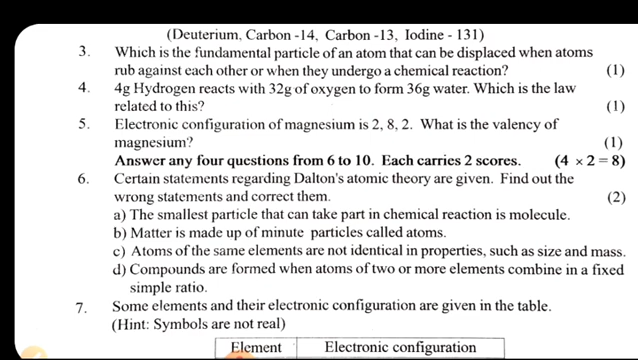 (Deuterium, Carbon -14, Carbon -13, Iodine - 131)
3. Which is the fundamental particle of an atom that can be displaced when atoms
rub against each other or when they undergo a chemical reaction? (1)
4. 4g Hydrogen reacts with 32g of oxygen to form 36g water. Which is the law
related to this? (1)
5. Electronic configuration of magnesium is 2, 8, 2. What is the valency of
magnesium? (1)
Answer any four questions from 6 to 10. Each carries 2 scores. (4 × 2 = 8)
6. Certain statements regarding Dalton's atomic theory are given. Find out the
wrong statements and correct them. (2)
a) The smallest particle that can take part in chemical reaction is molecule.
b) Matter is made up of minute particles called atoms.
c) Atoms of the same elements are not identical in properties, such as size and mass.
d) Compounds are formed when atoms of two or more elements combine in a fixed
simple ratio.
7. Some elements and their electronic configuration are given in the table.
(Hint: Symbols are not real)
Element Electronic configuration